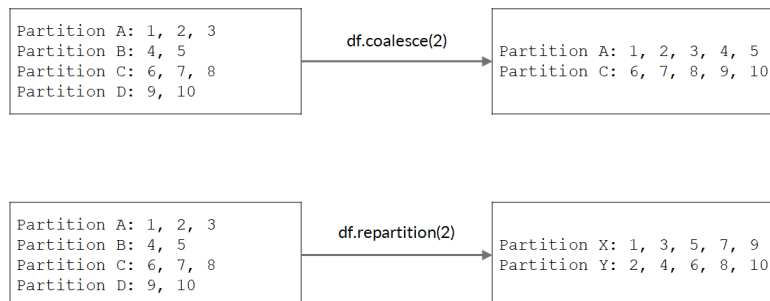 Partition A: 1, 2, 3
Partition B: 4, 5
Partition C: 6, 7, 8
Partition D: 9, 10
df.coalesce(2)
Partition A: 1, 2, 3, 4, 5
Partition C: 6, 7, 8, 9, 10
Partition A: 1, 2, 3
Partition B: 4, 5
Partition C: 6, 7, 8
Partition D: 9, 10
df.repartition(2)
Partition X: 1, 3, 5, 7, 9
Partition Y: 2, 4, 6, 8, 10